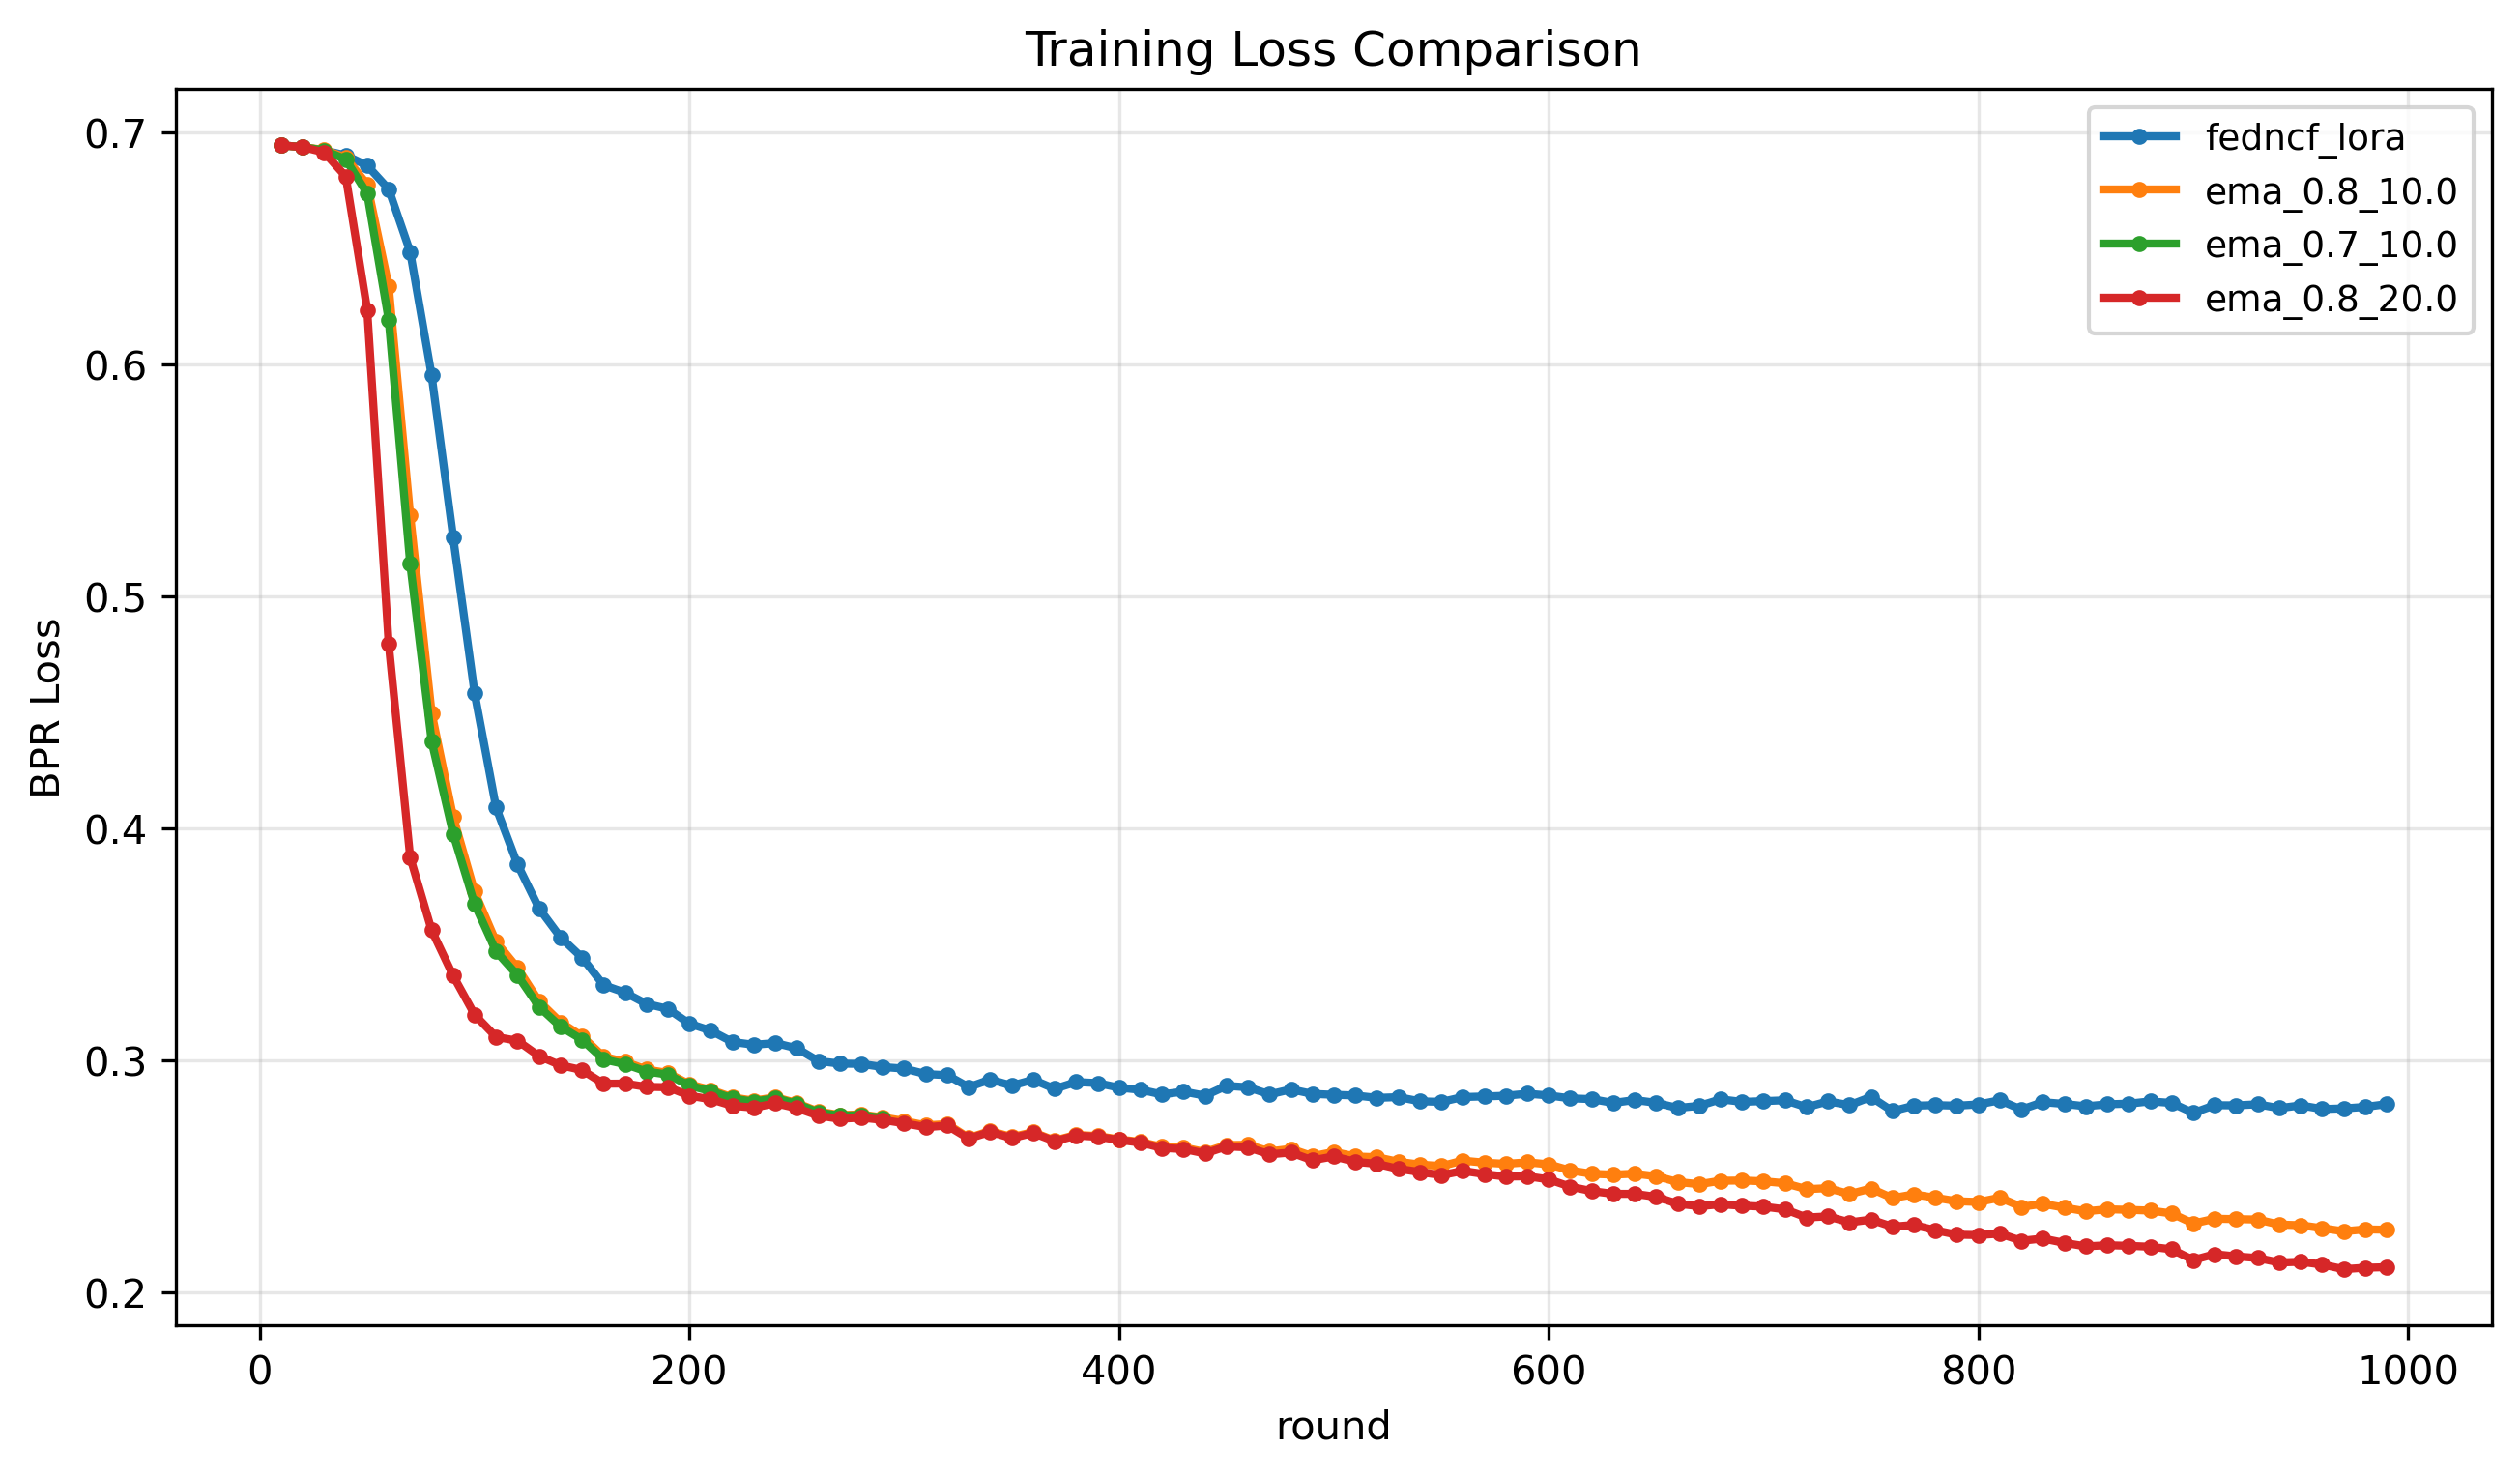 Training Loss Comparison
fedncf_lora
ema_0.8_10.0
ema_0.7_10.0
ema_0.8_20.0
BPR Loss
0.7
0.6
0.5
0.4
0.3
0.2
0 200 400 600 800 1000
round